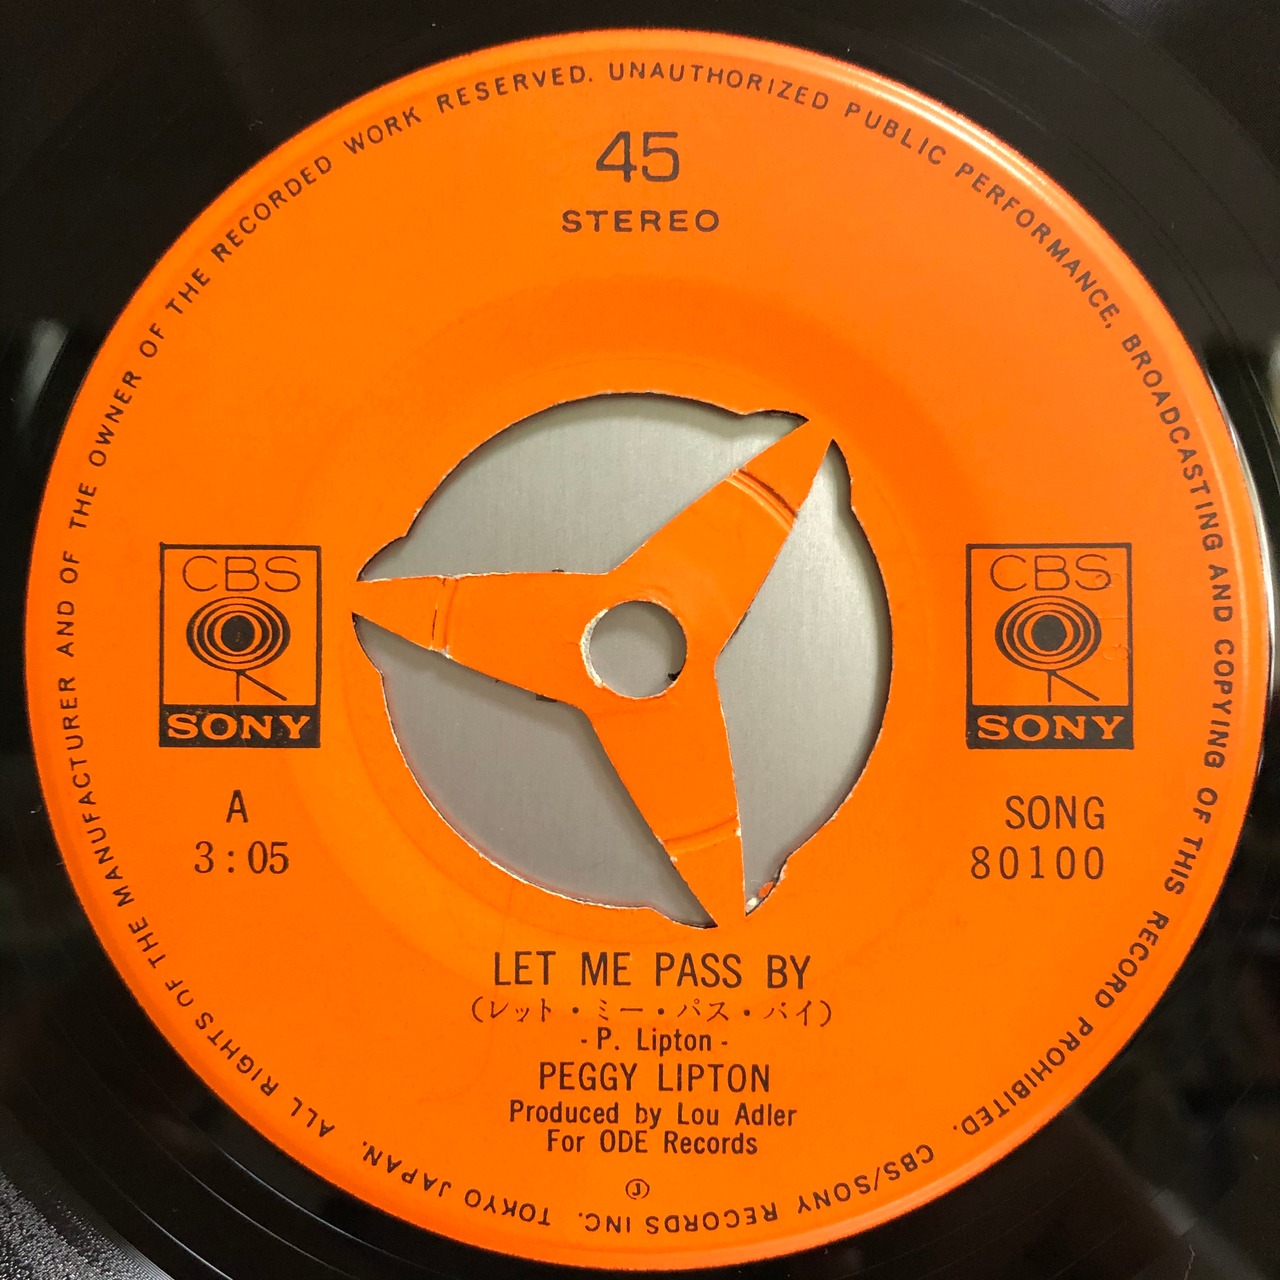 45
STEREO
CBS
SONY
CBS
SONY
A
3:05
SONG
80100
LET ME PASS BY
(レット・ミー・パス・バイ)
- P. Lipton -
PEGGY LIPTON
Produced by Lou Adler
For ODE Records
Ⓙ
ALL RIGHTS OF THE MANUFACTURER AND OF THE OWNER OF THE RECORDED WORK RESERVED. UNAUTHORIZED PUBLIC PERFORMANCE, BROADCASTING AND COPYING OF THIS RECORD PROHIBITED. CBS/SONY RECORDS INC. TOKYO JAPAN.